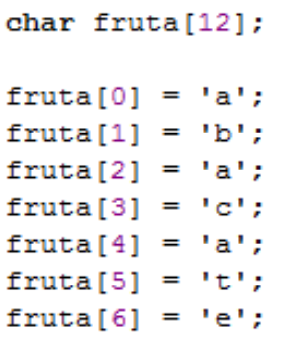 char fruta[12];
fruta[0] = 'a';
fruta[1] = 'b';
fruta[2] = 'a';
fruta[3] = 'c';
fruta[4] = 'a';
fruta[5] = 't';
fruta[6] = 'e';